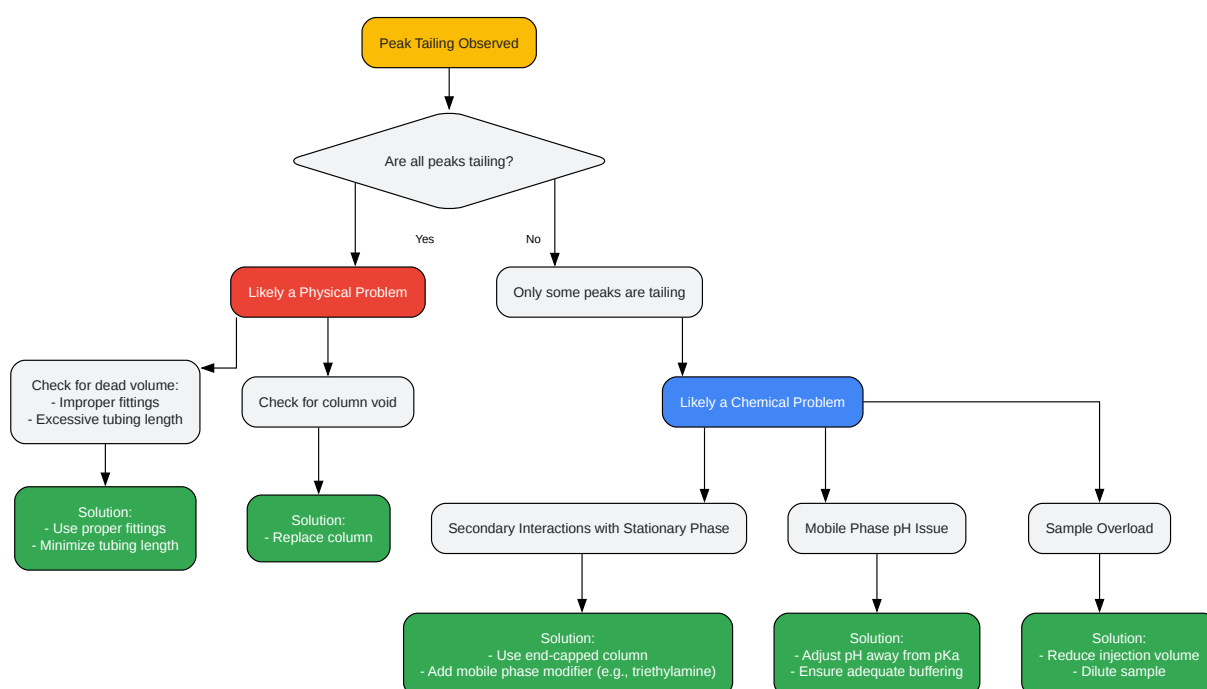 Peak Tailing Observed
Are all peaks tailing?
Yes
No
Likely a Physical Problem
Only some peaks are tailing
Check for dead volume:
- Improper fittings
- Excessive tubing length
Check for column void
Likely a Chemical Problem
Solution:
- Use proper fittings
- Minimize tubing length
Solution:
- Replace column
Secondary Interactions with Stationary Phase
Mobile Phase pH Issue
Sample Overload
Solution:
- Use end-capped column
- Add mobile phase modifier (e.g., triethylamine)
Solution:
- Adjust pH away from pKa
- Ensure adequate buffering
Solution:
- Reduce injection volume
- Dilute sample